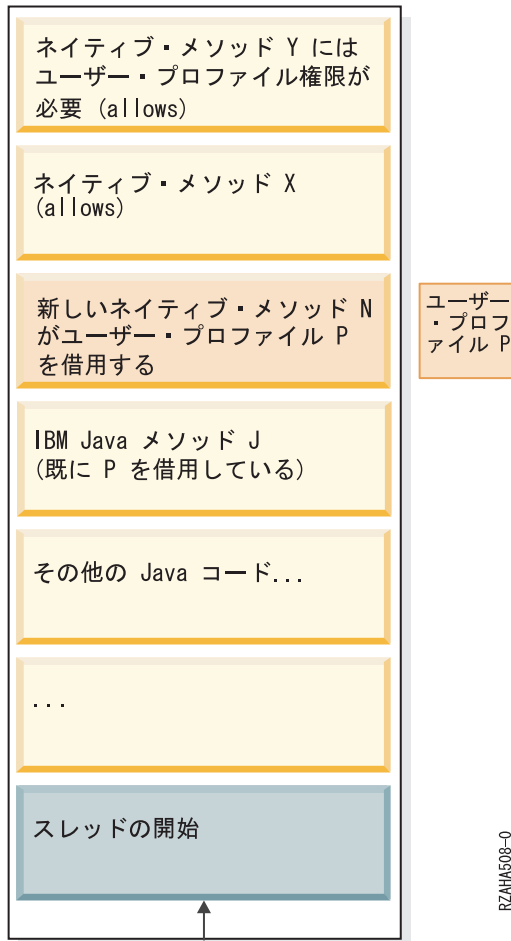 ネイティブ・メソッド Y には
ユーザー・プロファイル権限が
必要 (allows)
ネイティブ・メソッド X
(allows)
新しいネイティブ・メソッド N
がユーザー・プロファイル P
を借用する
ユーザー
・プロフ
ァイル P
IBM Java メソッド J
(既に P を借用している)
その他の Java コード...
...
スレッドの開始
RZAHA508-0